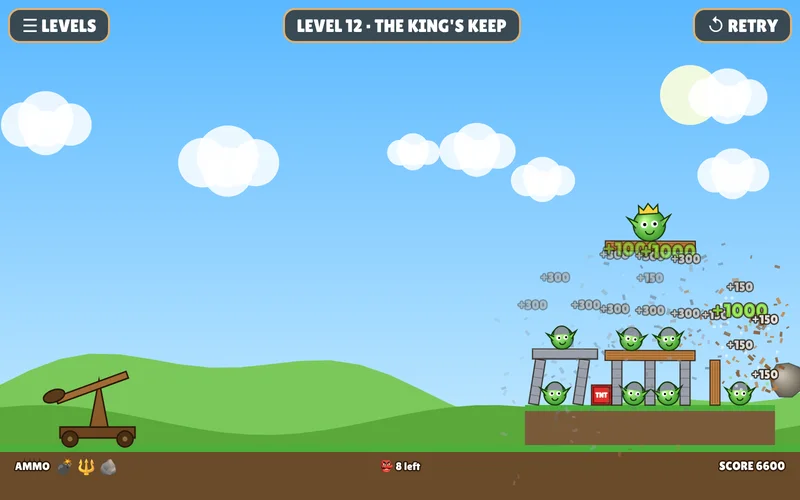 ☰ LEVELS
LEVEL 12 · THE KING'S KEEP
RETRY
+300
+150
+300
+150
+300
+300
+300
+300
+1000
+150
+150
+150
TNT
AMMO
8 left
SCORE 6600